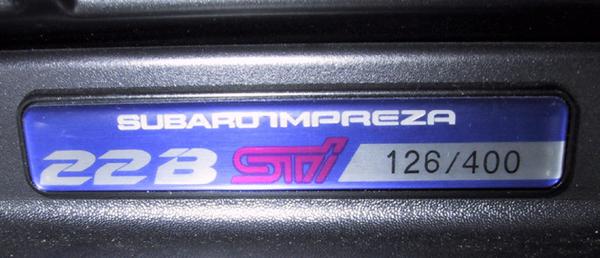 SUBARU IMPREZA
22B STi 126/400